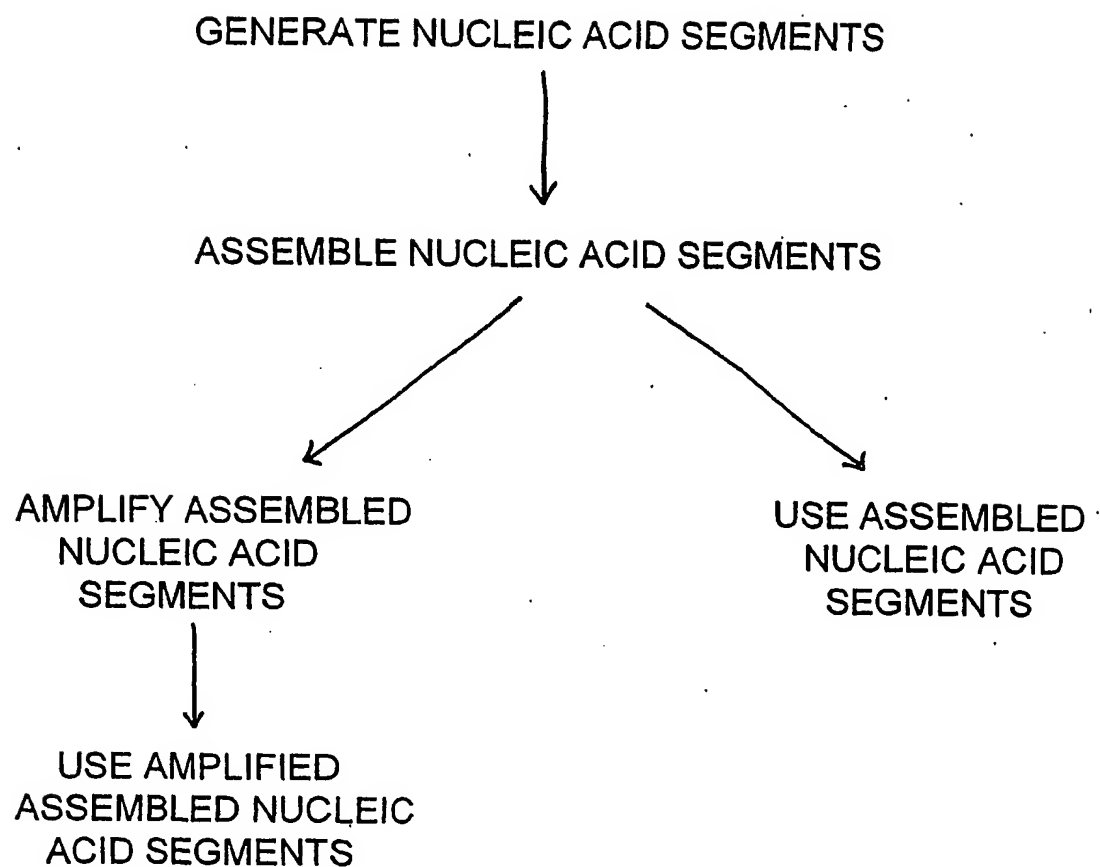 GENERATE NUCLEIC ACID SEGMENTS
ASSEMBLE NUCLEIC ACID SEGMENTS
AMPLIFY ASSEMBLED
NUCLEIC ACID
SEGMENTS
USE ASSEMBLED
NUCLEIC ACID
SEGMENTS
USE AMPLIFIED
ASSEMBLED NUCLEIC
ACID SEGMENTS